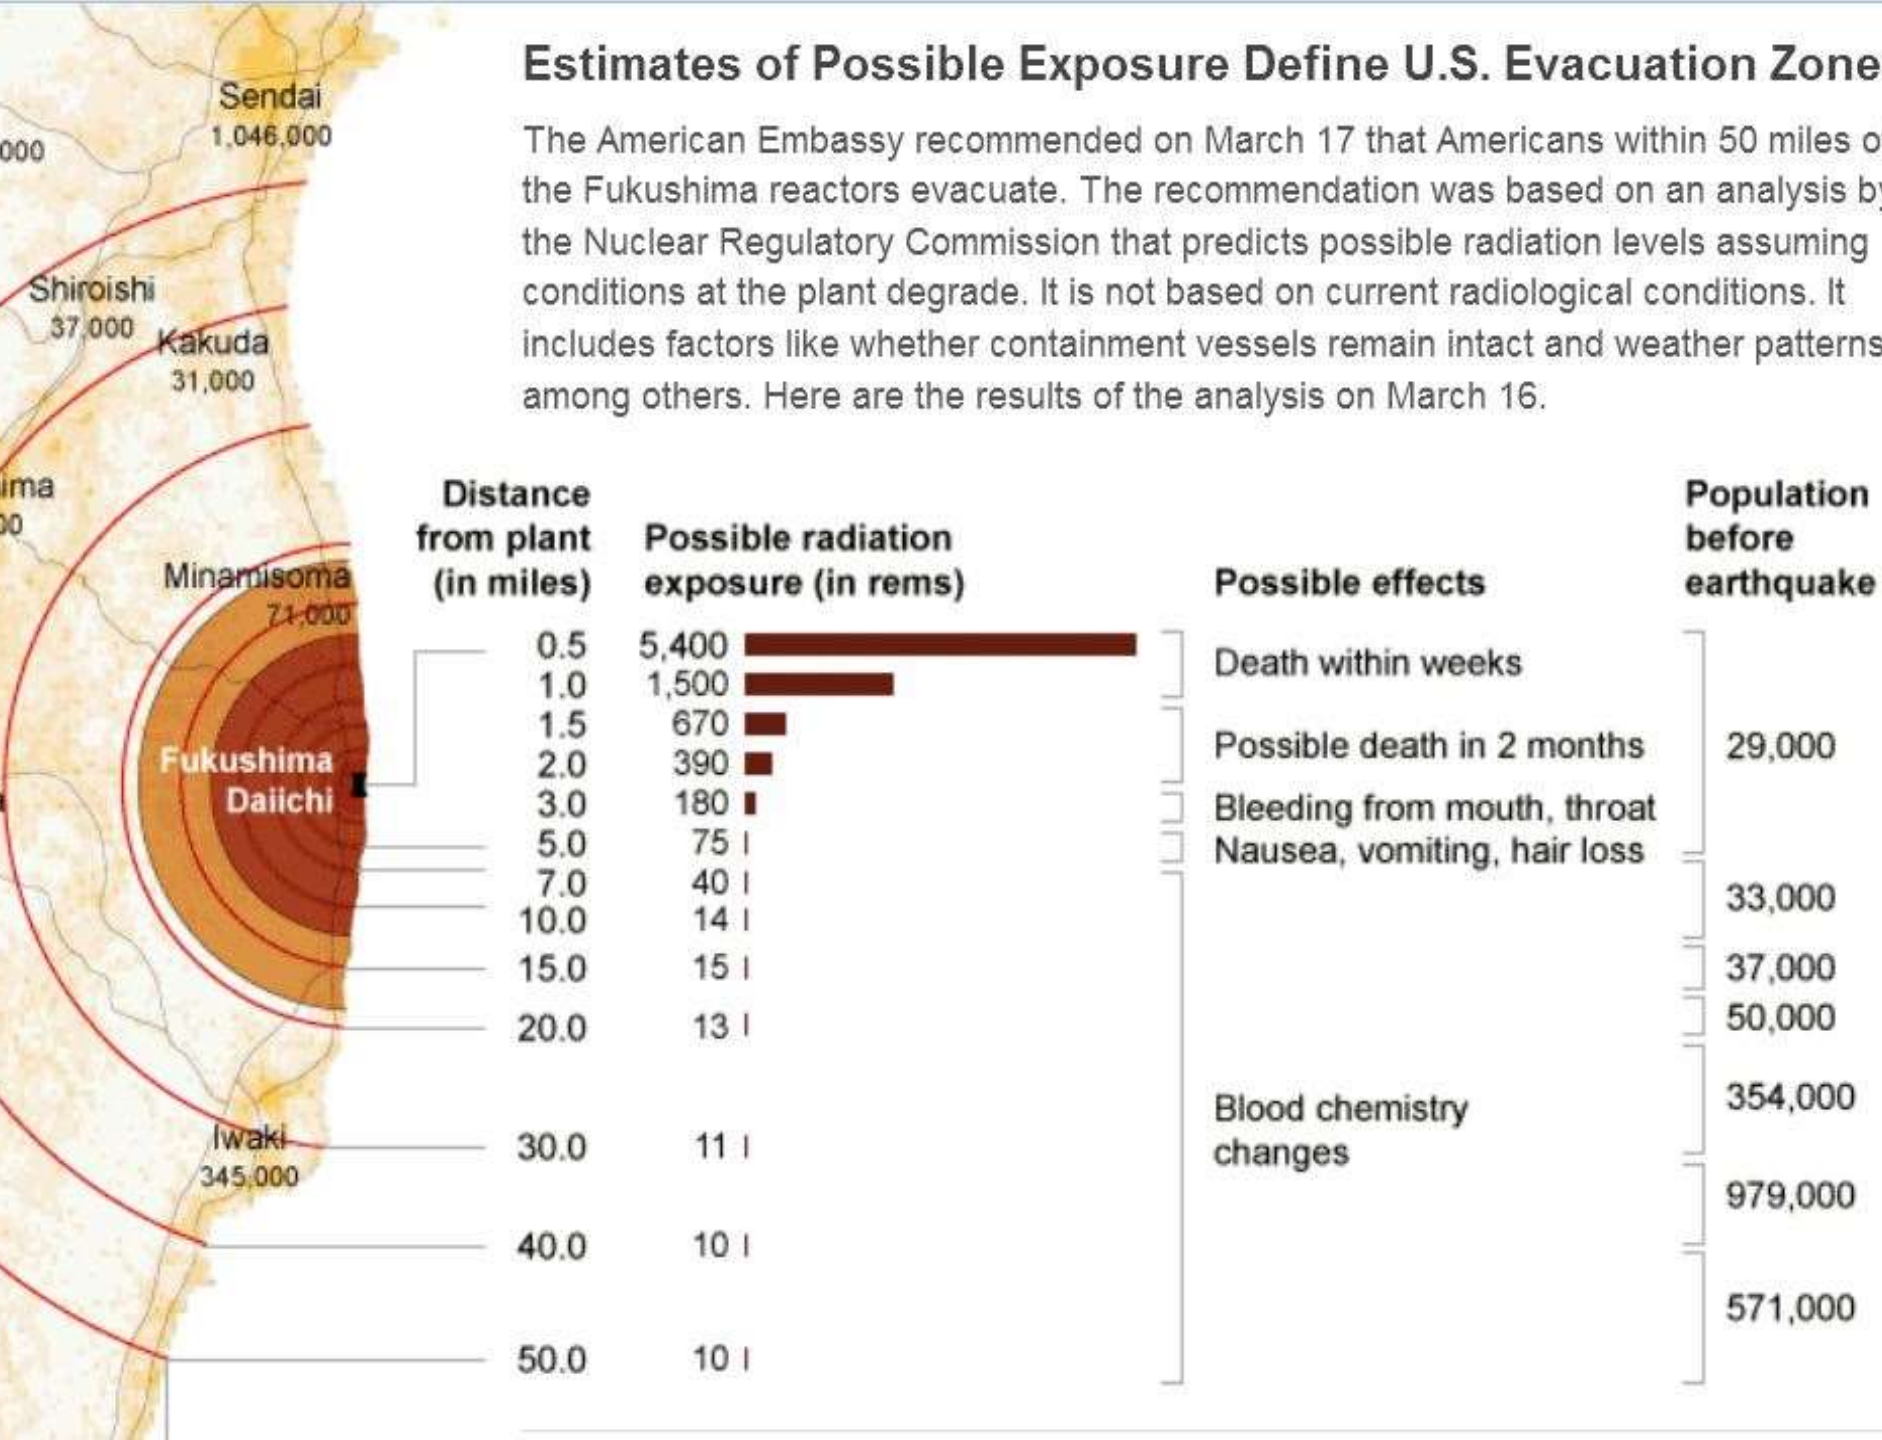 Estimates of Possible Exposure Define U.S. Evacuation Zone
The American Embassy recommended on March 17 that Americans within 50 miles o
the Fukushima reactors evacuate. The recommendation was based on an analysis by
the Nuclear Regulatory Commission that predicts possible radiation levels assuming
conditions at the plant degrade. It is not based on current radiological conditions. It
includes factors like whether containment vessels remain intact and weather patterns
among others. Here are the results of the analysis on March 16.
Sendai
1,046,000
000
Shiroishi
37,000
Kakuda
31,000
ima
00
Minamisoma
71,000
Fukushima
Daiichi
Iwaki
345,000
Distance
from plant
(in miles)
Possible radiation
exposure (in rems)
Possible effects
Population
before
earthquake
0.5 5,400
1.0 1,500
Death within weeks
1.5 670
2.0 390
Possible death in 2 months
29,000
3.0 180
Bleeding from mouth, throat
5.0 75
Nausea, vomiting, hair loss
7.0 40
33,000
10.0 14
15.0 15
37,000
20.0 13
50,000
30.0 11
Blood chemistry
changes
354,000
40.0 10
979,000
50.0 10
571,000